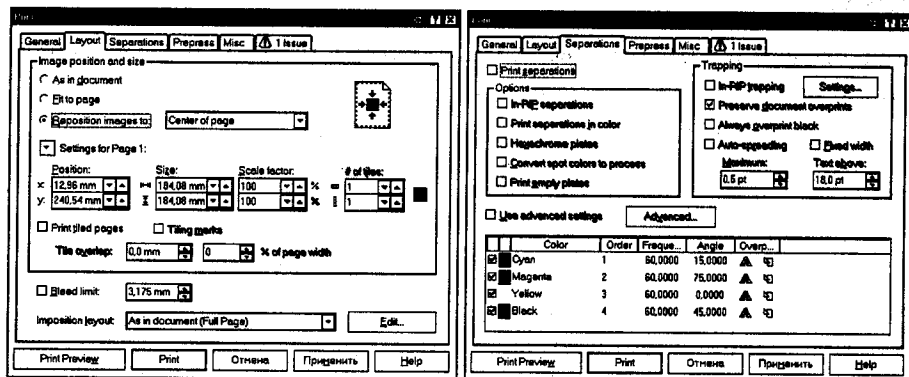 Print
General Layout Separations Prepress Misc 1 Issue
Image position and size
As in document
Fit to page
Reposition images to: Center of page
Settings for Page 1:
Position: Size: Scale factor: # of tiles:
x: 12,96 mm 184,08 mm 100 % = 1
y: 240,54 mm 184,08 mm 100 % 1
Print tiled pages Tiling marks
Tile overlap: 0,0 mm 0 % of page width
Bleed limit: 3,175 mm
Imposition layout: As in document (Full Page) Edit...
Print Preview Print Отмена Применить Help
Print
General Layout Separations Prepress Misc 1 Issue
Print separations
Options
In-RIP separations
Print separations in color
Hexachrome plates
Convert spot colors to process
Print empty plates
Trapping
In-RIP trapping Settings...
Preserve document overprints
Always overprint black
Auto-spreading Fixed width
Maximum: Text above:
0,5 pt 18,0 pt
Use advanced settings Advanced...
Color Order Freque... Angle Overp...
Cyan 1 60,0000 15,0000
Magenta 2 60,0000 75,0000
Yellow 3 60,0000 0,0000
Black 4 60,0000 45,0000
Print Preview Print Отмена Применить Help